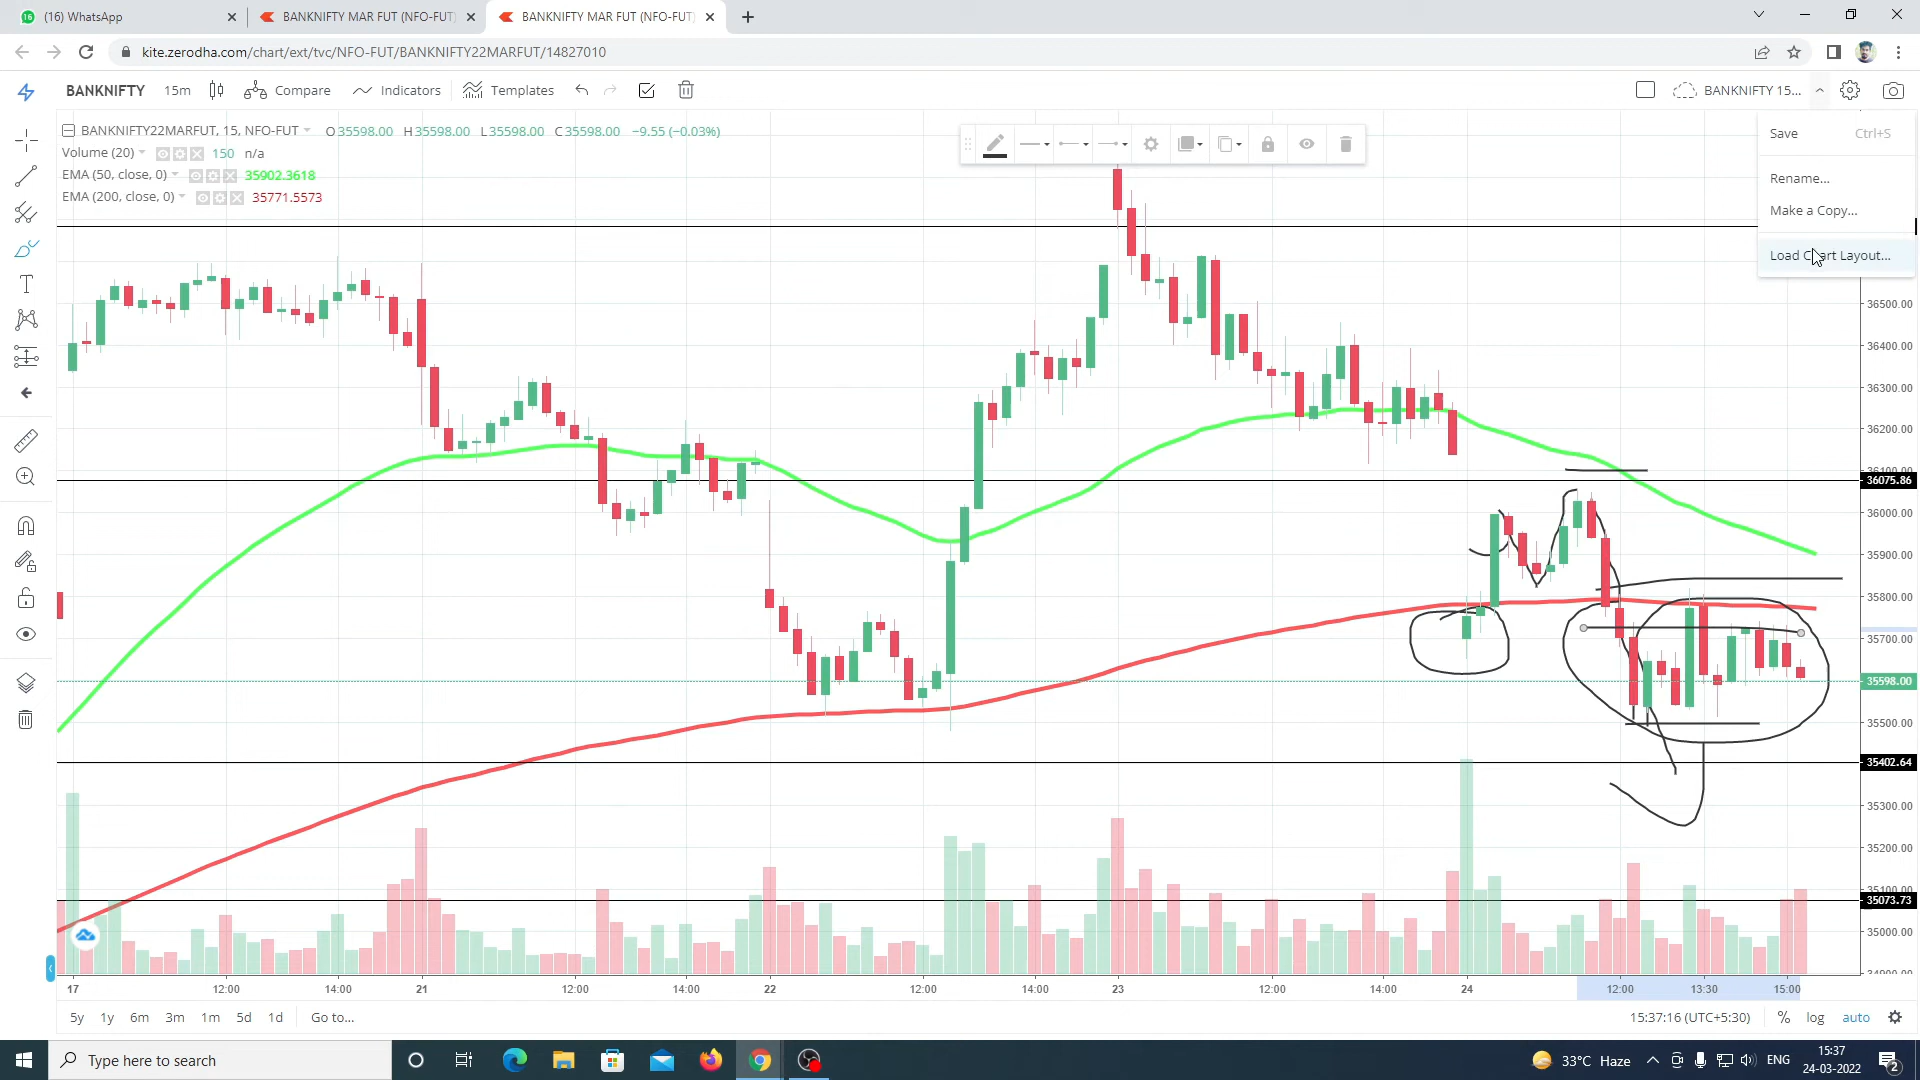 (16) WhatsApp
BANKNIFTY MAR FUT (NFO-FUT)
BANKNIFTY MAR FUT (NFO-FUT)
kite.zerodha.com/chart/ext/tvc/NFO-FUT/BANKNIFTY22MARFUT/14827010
BANKNIFTY 15m Compare Indicators Templates BANKNIFTY 15...
BANKNIFTY22MARFUT, 15, NFO-FUT O35598.00 H35598.00 L35598.00 C35598.00 −9.55 (−0.03%)
Volume (20) 150 n/a
EMA (50, close, 0) 35902.3618
EMA (200, close, 0) 35771.5573
Save Ctrl+S
Rename...
Make a Copy...
Load Chart Layout...
36500.00
36400.00
36300.00
36200.00
36100.00
36075.86
36000.00
35900.00
35800.00
35700.00
35598.00
35500.00
35402.64
35300.00
35200.00
35100.00
35073.73
35000.00
34900.00
17 12:00 14:00 21 12:00 14:00 22 12:00 14:00 23 12:00 14:00 24 12:00 13:30 15:00
5y 1y 6m 3m 1m 5d 1d Go to... 15:37:16 (UTC+5:30) % log auto
Type here to search 33°C Haze ENG 15:37
24-03-2022 2